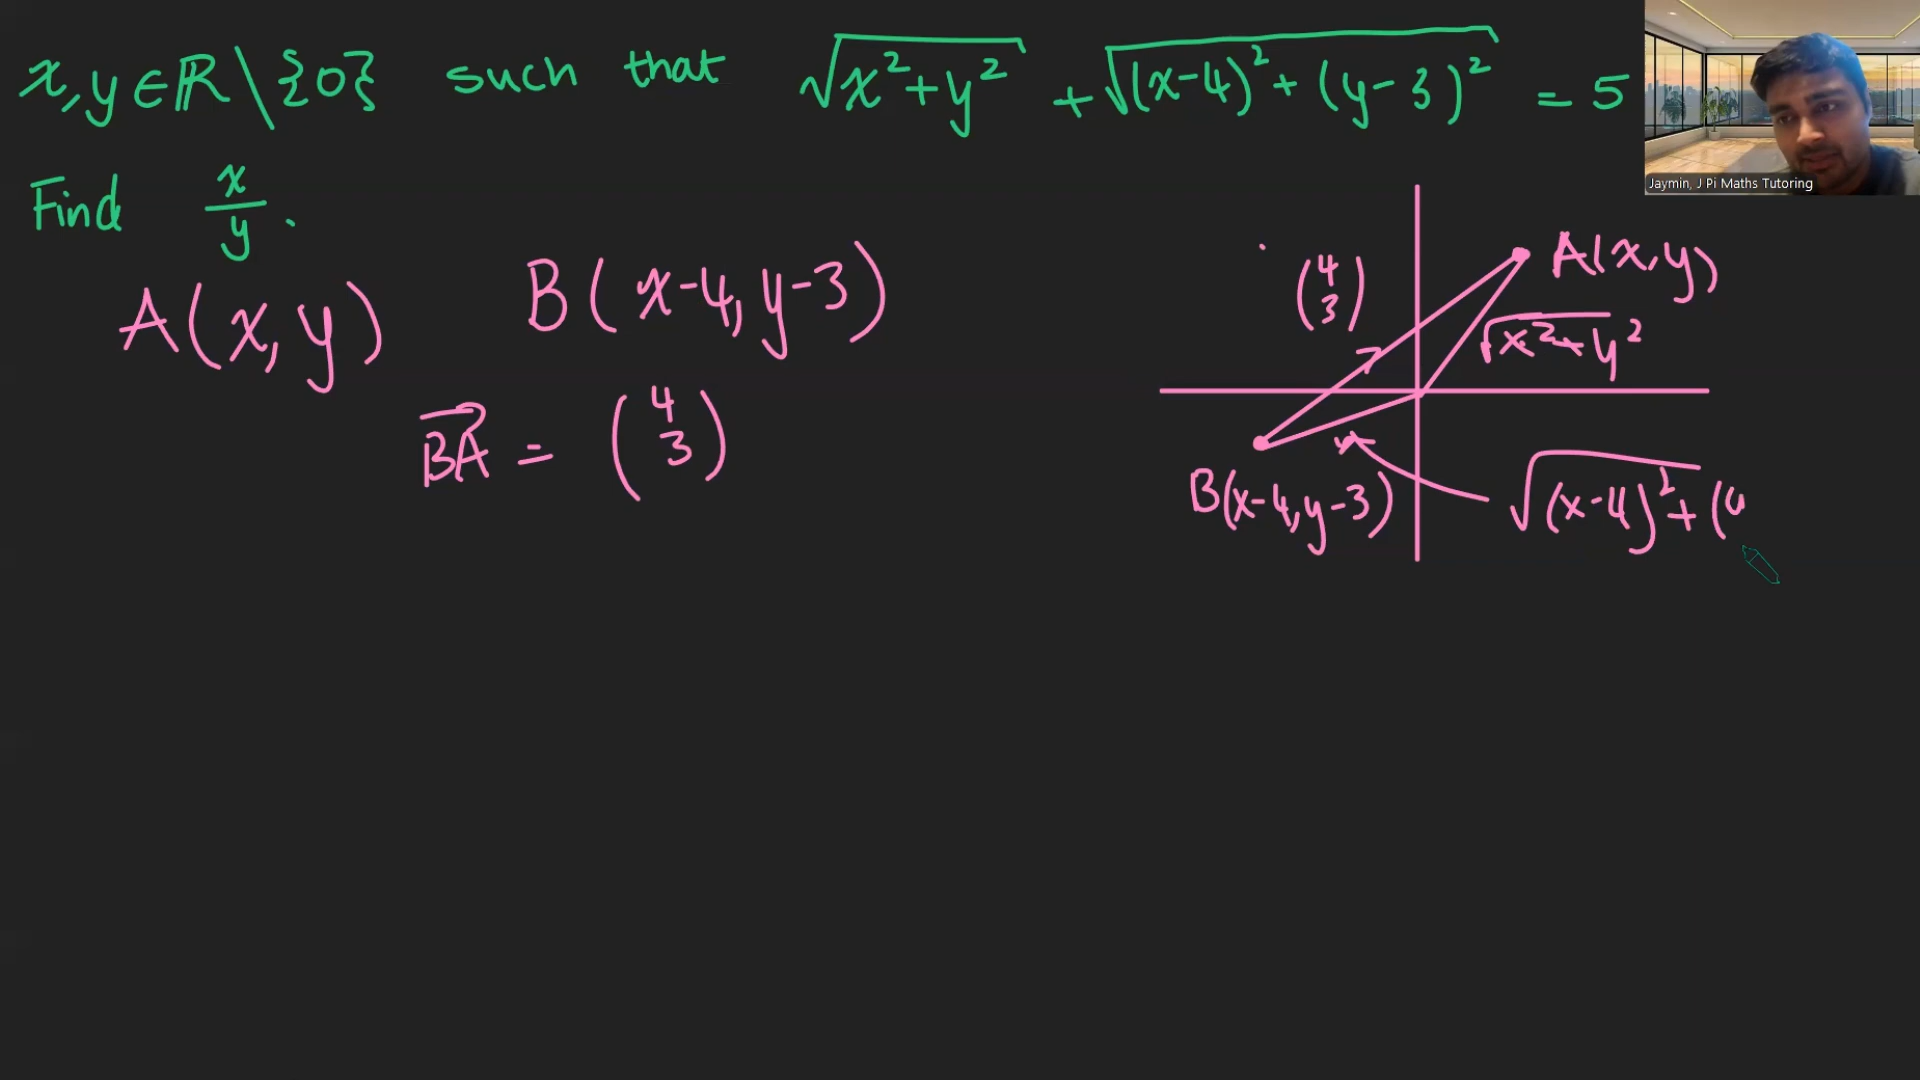 x, y ∈ ℝ \ {0} such that √(x² + y²) + √((x-4)² + (y-3)²) = 5
Jaymin, J Pi Maths Tutoring
Find x/y.
A(x, y) B(x-4, y-3)
BA→ = (4 3)
(4 3)
A(x, y)
√x²+y²
B(x-4, y-3)
√(x-4)² + (y